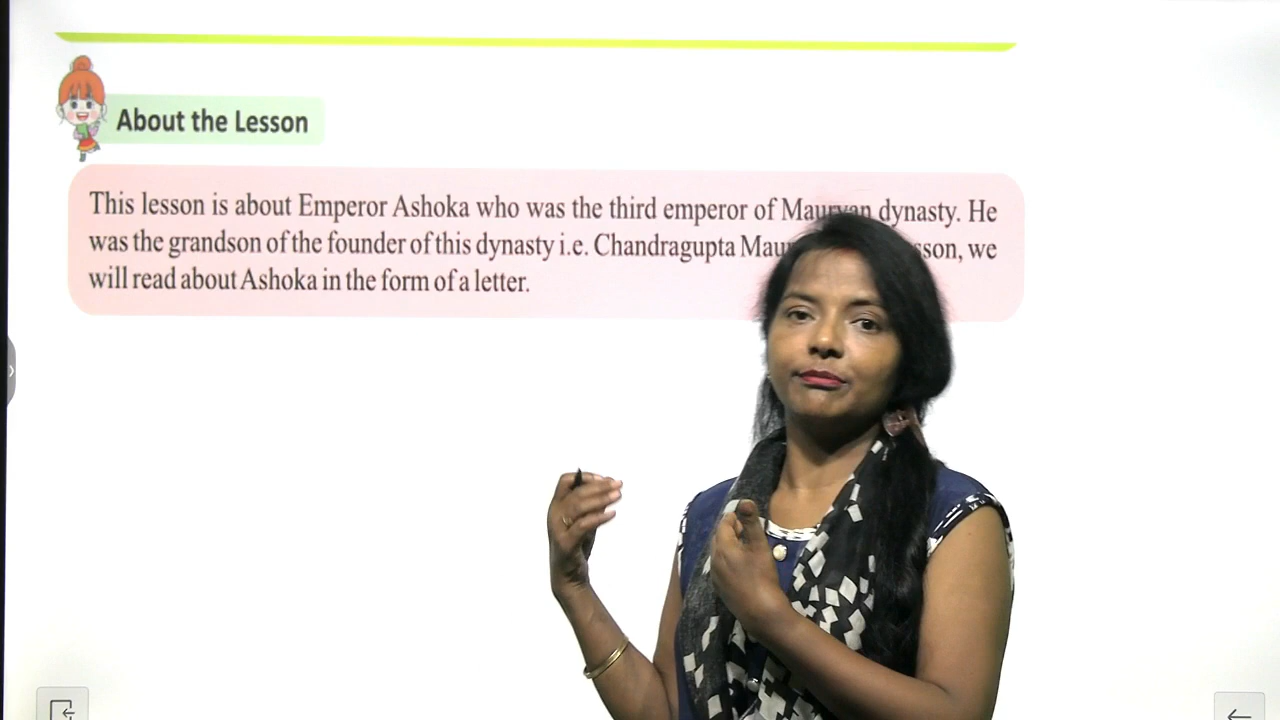 About the Lesson
This lesson is about Emperor Ashoka who was the third emperor of Mauryan dynasty. He
was the grandson of the founder of this dynasty i.e. Chandragupta we
will read about Ashoka in the form of a letter.